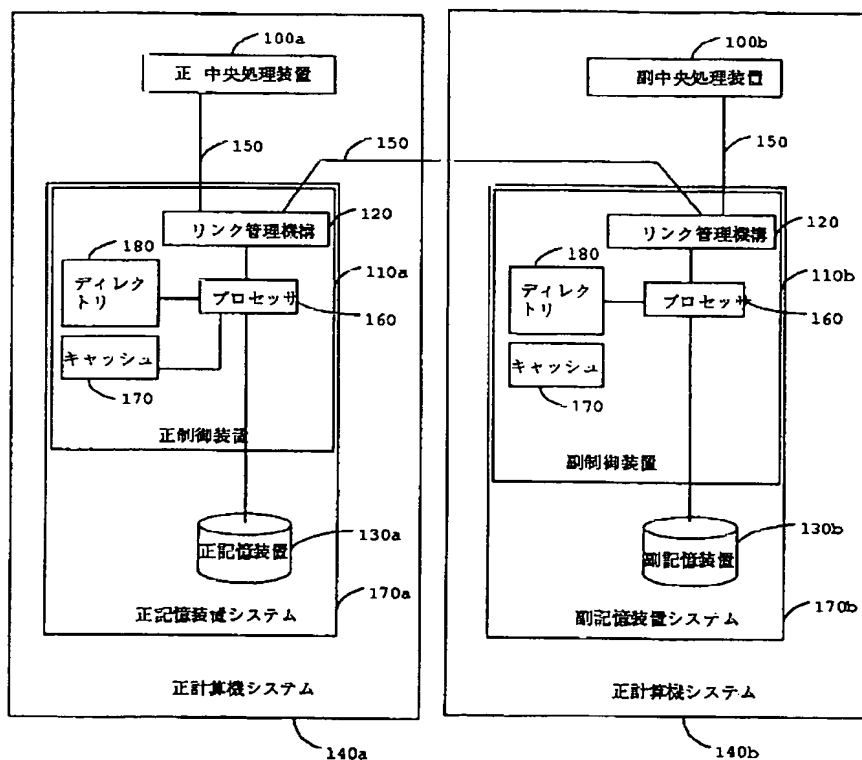 100a
正 中央処理装置
150
150
120
リンク管理機構
110a
180
ディレク
トリ
プロセッサ
160
キャッシュ
170
正制御装置
正記憶装置
130a
正記憶装置システム
170a
正計算機システム
140a
100b
副中央処理装置
150
120
リンク管理機構
110b
180
ディレク
トリ
プロセッサ
160
キャッシュ
170
副制御装置
副記憶装置
130b
副記憶装置システム
170b
正計算機システム
140b